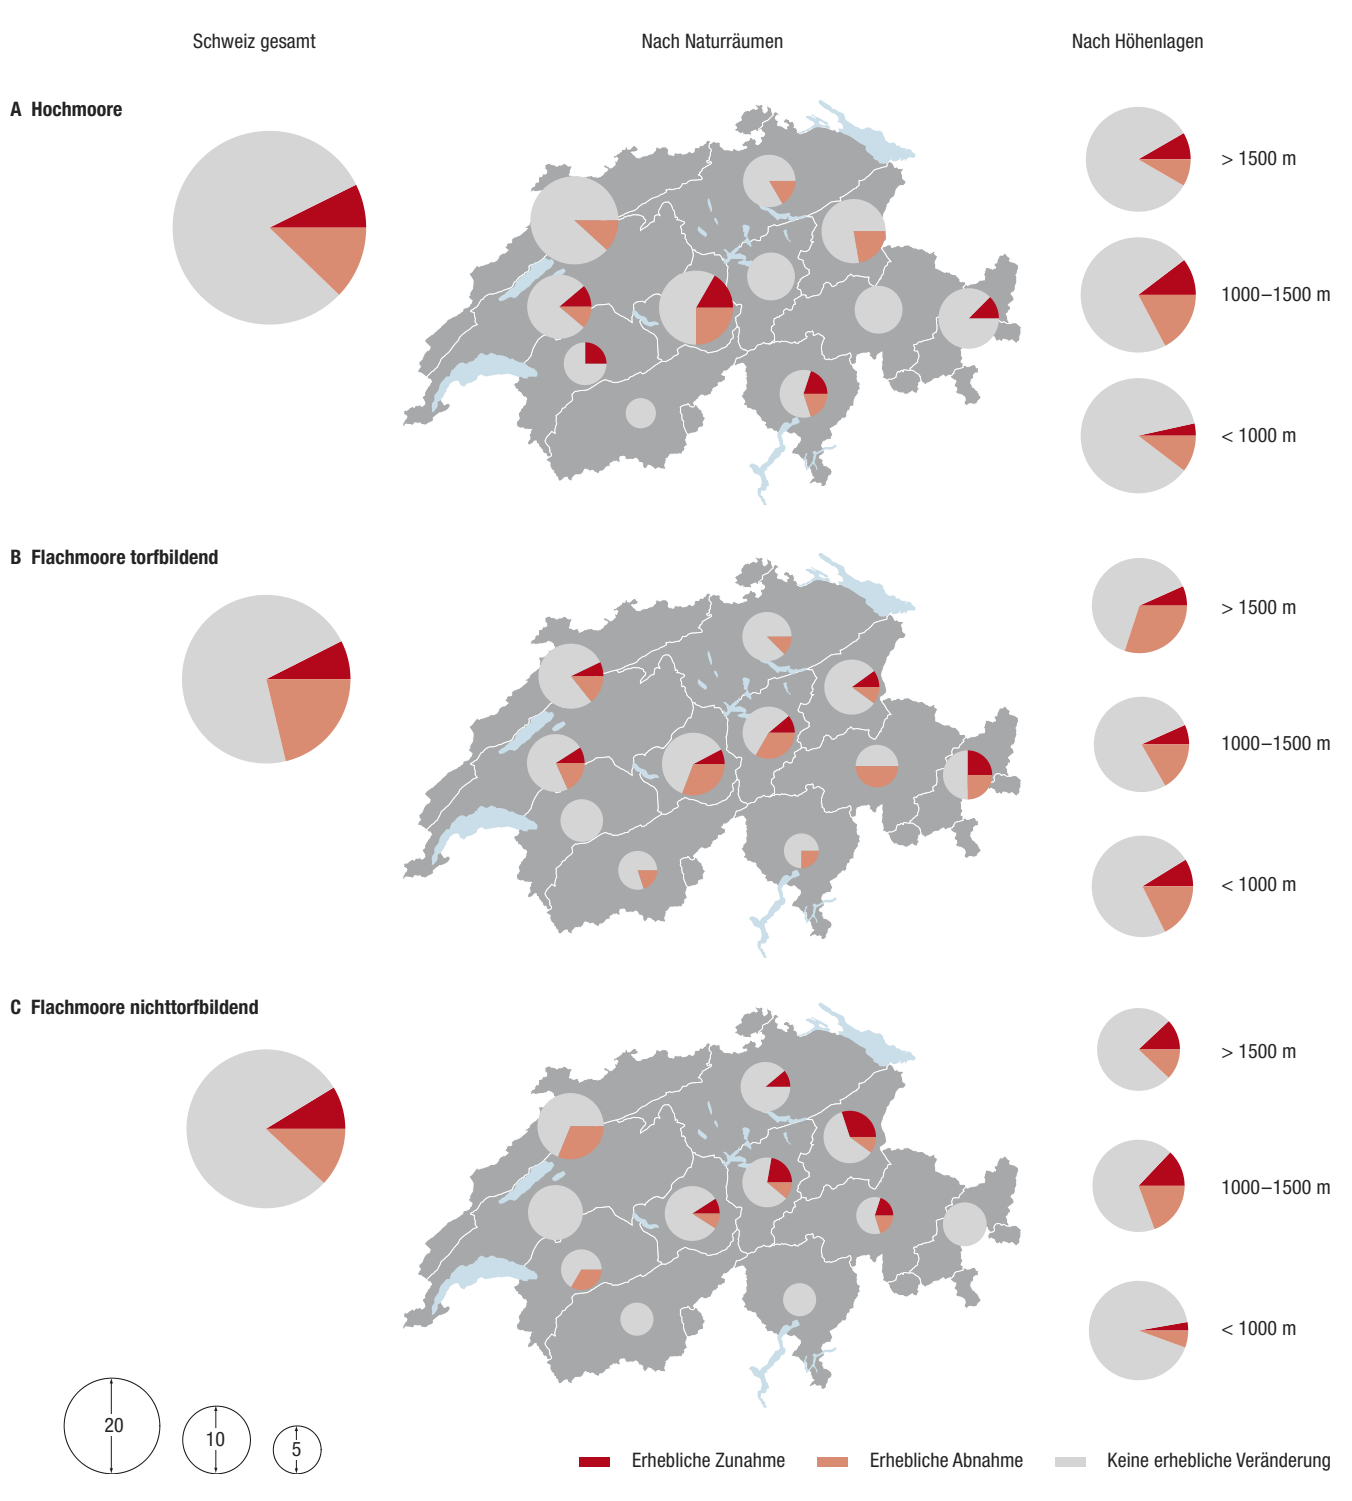 Schweiz gesamt
Nach Naturräumen
Nach Höhenlagen
A Hochmoore
> 1500 m
1000–1500 m
< 1000 m
B Flachmoore torfbildend
> 1500 m
1000–1500 m
< 1000 m
C Flachmoore nichttorfbildend
> 1500 m
1000–1500 m
< 1000 m
20
10
5
Erhebliche Zunahme
Erhebliche Abnahme
Keine erhebliche Veränderung